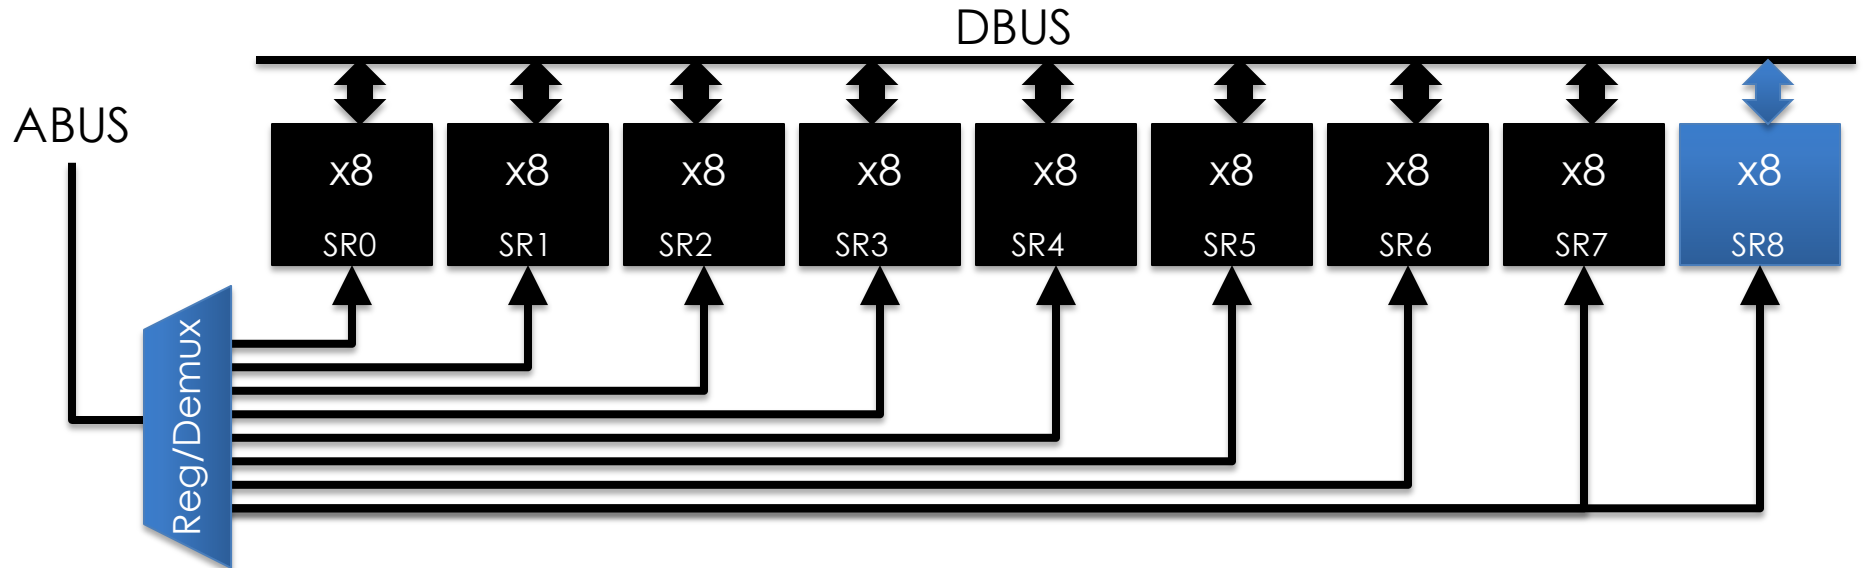 DBUS
ABUS
x8 x8 x8 x8 x8 x8 x8 x8 x8
SR0 SR1 SR2 SR3 SR4 SR5 SR6 SR7 SR8
Reg/Demux